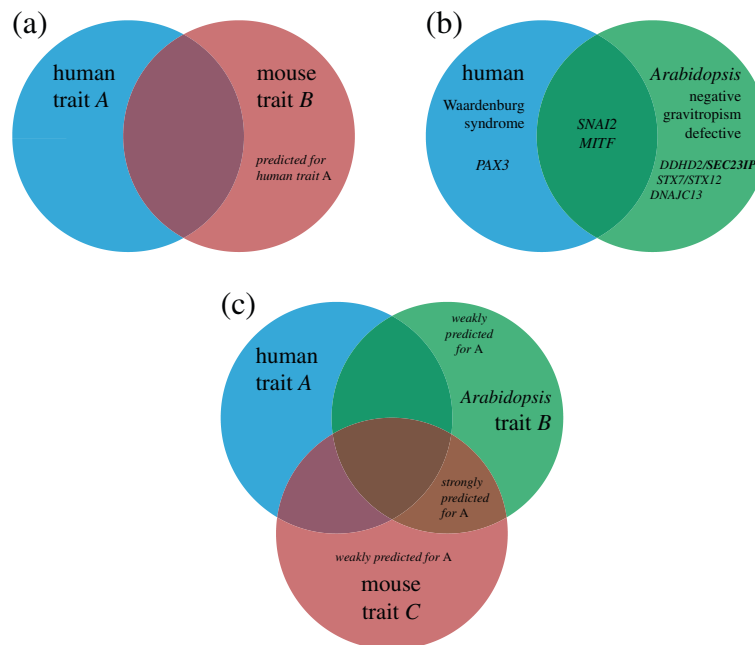 (a)
human
trait A
mouse
trait B
predicted for
human trait A
(b)
human
Waardenburg
syndrome
PAX3
SNAI2
MITF
Arabidopsis
negative
gravitropism
defective
DDHD2/SEC23IP
STX7/STX12
DNAJC13
(c)
human
trait A
weakly
predicted
for A
Arabidopsis
trait B
strongly
predicted
for A
weakly predicted for A
mouse
trait C